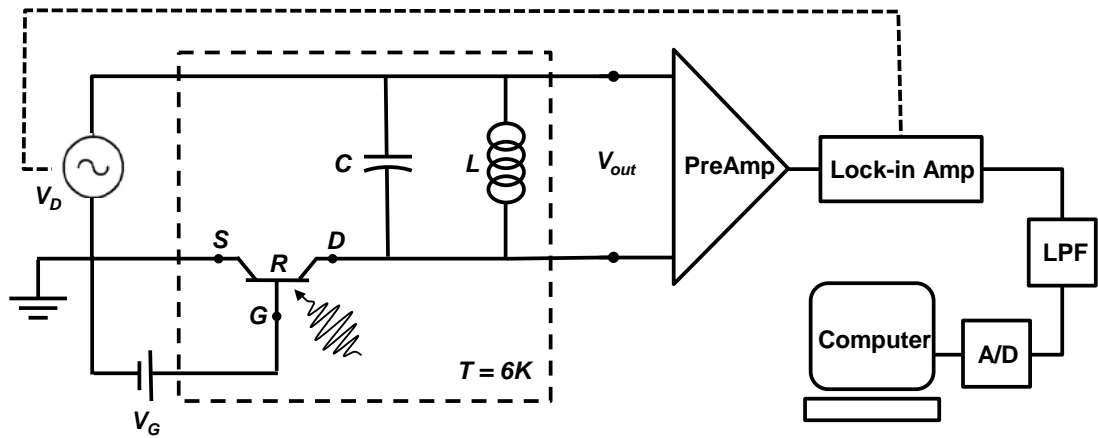 C
L
V_out
PreAmp
Lock-in Amp
V_D
S
R
D
G
LPF
Computer
A/D
T = 6K
V_G